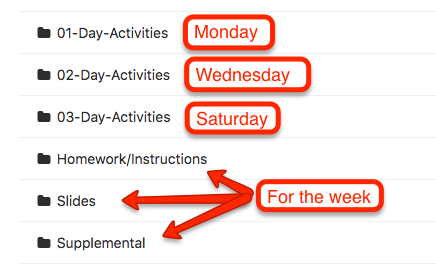 01-Day-Activities Monday
02-Day-Activities Wednesday
03-Day-Activities Saturday
Homework/Instructions
Slides For the week
Supplemental